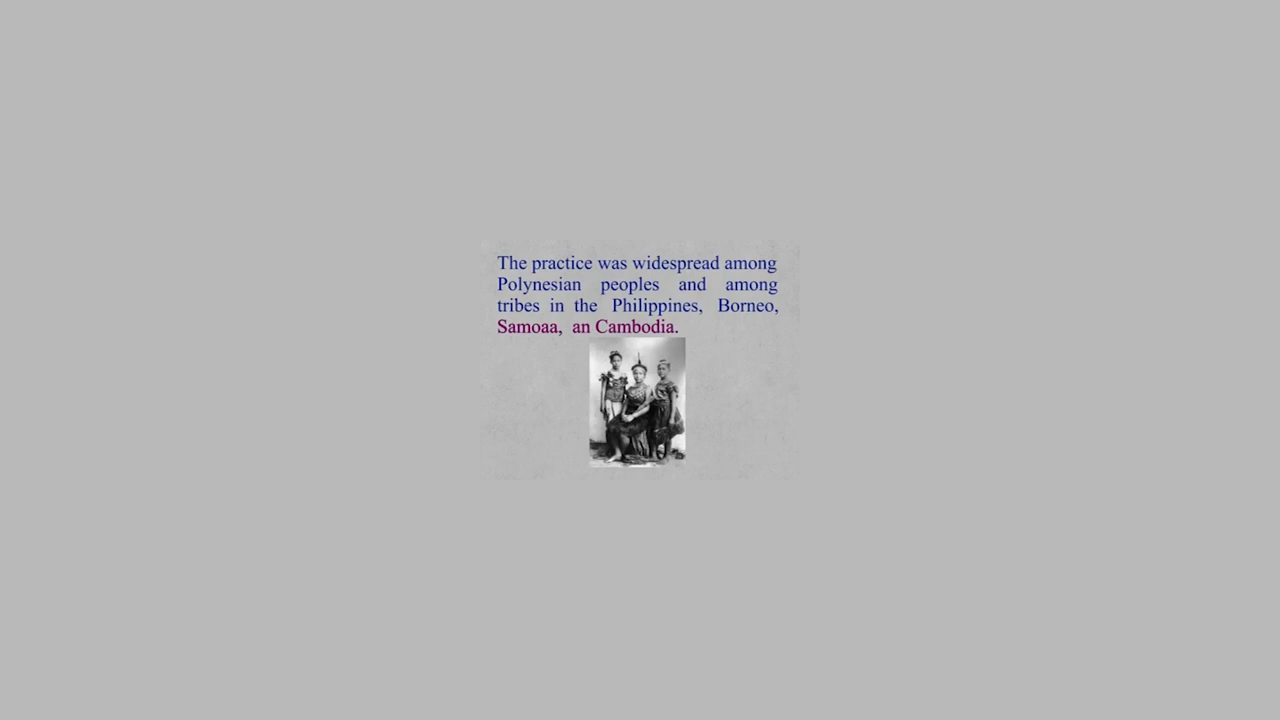 The practice was widespread among
Polynesian peoples and among
tribes in the Philippines, Borneo,
Samoaa, an Cambodia.